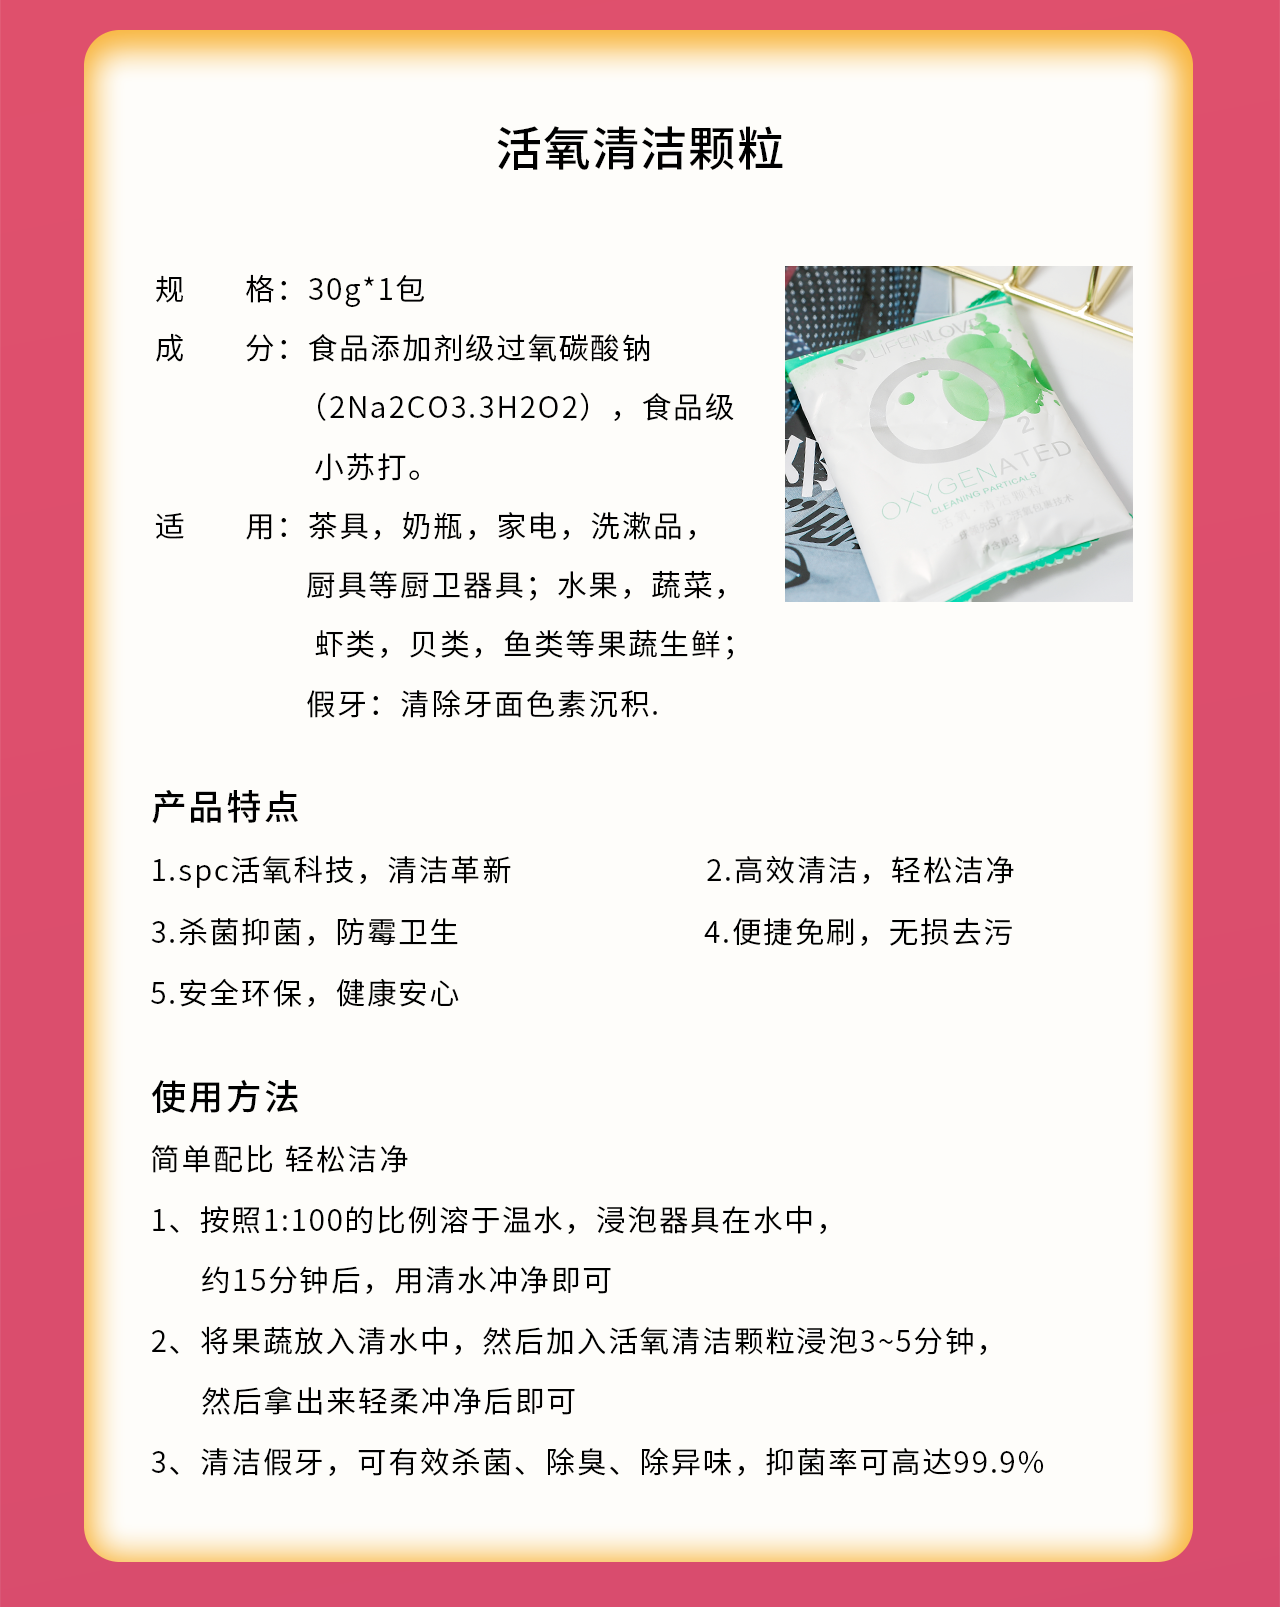 活氧清洁颗粒
规 格：30g*1包
成 分：食品添加剂级过氧碳酸钠
（2Na2CO3.3H2O2），食品级
小苏打。
适 用：茶具，奶瓶，家电，洗漱品，
厨具等厨卫器具；水果，蔬菜，
虾类，贝类，鱼类等果蔬生鲜；
假牙：清除牙面色素沉积.
LIFEINLOVE
2
OXYGENATED
CLEANING PARTICALS
产品特点
1.spc活氧科技，清洁革新
2.高效清洁，轻松洁净
3.杀菌抑菌，防霉卫生
4.便捷免刷，无损去污
5.安全环保，健康安心
使用方法
简单配比 轻松洁净
1、按照1:100的比例溶于温水，浸泡器具在水中，
约15分钟后，用清水冲净即可
2、将果蔬放入清水中，然后加入活氧清洁颗粒浸泡3~5分钟，
然后拿出来轻柔冲净后即可
3、清洁假牙，可有效杀菌、除臭、除异味，抑菌率可高达99.9%